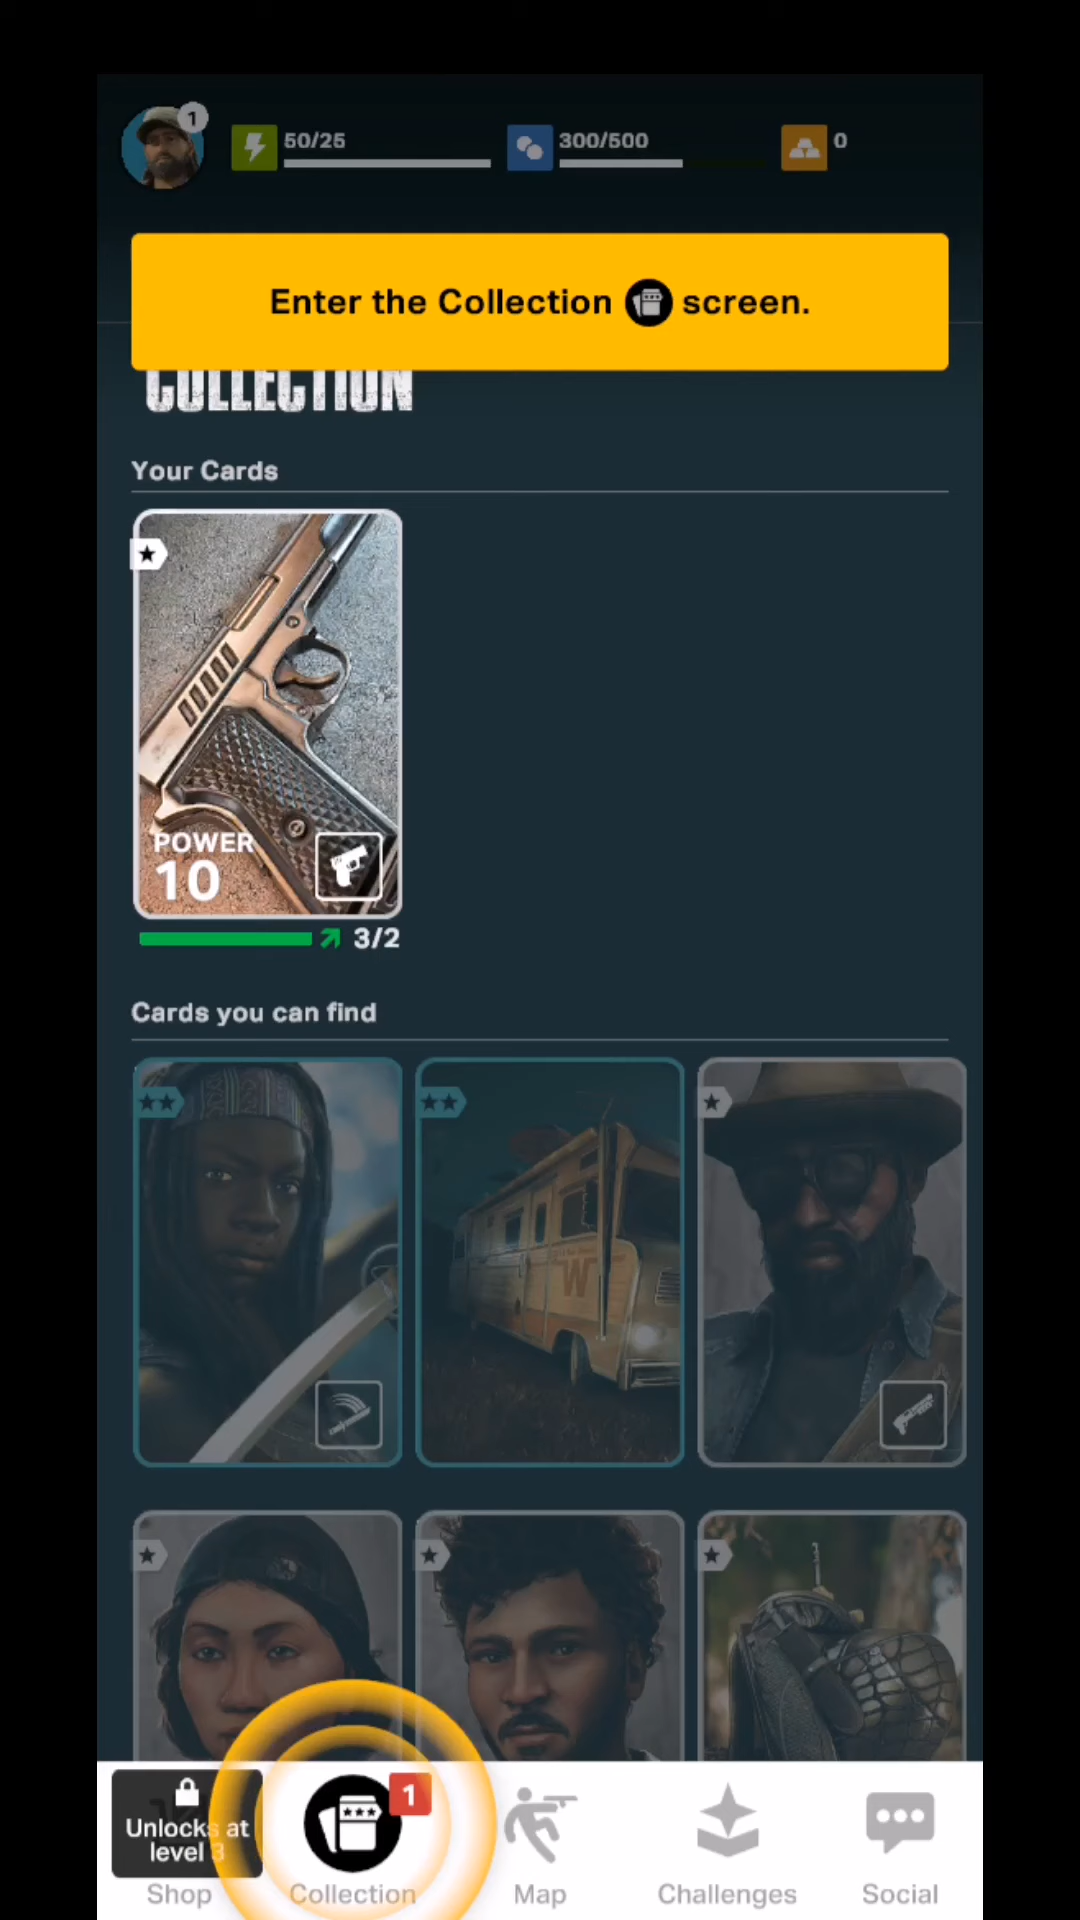 1
50/25
300/500
0
Enter the Collection screen.
COLLECTION
Your Cards
POWER
10
3/2
Cards you can find
W
1
Unlocks at
level 3
Shop
Collection
Map
Challenges
Social